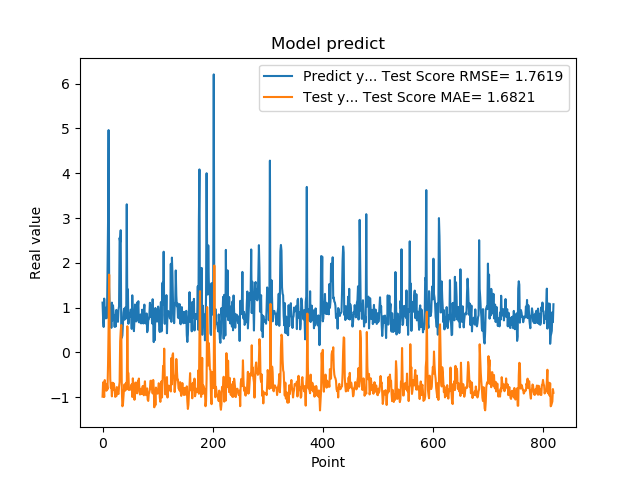 Model predict
Predict y... Test Score RMSE= 1.7619
Test y... Test Score MAE= 1.6821
Real value
6
5
4
3
2
1
0
−1
0 200 400 600 800
Point